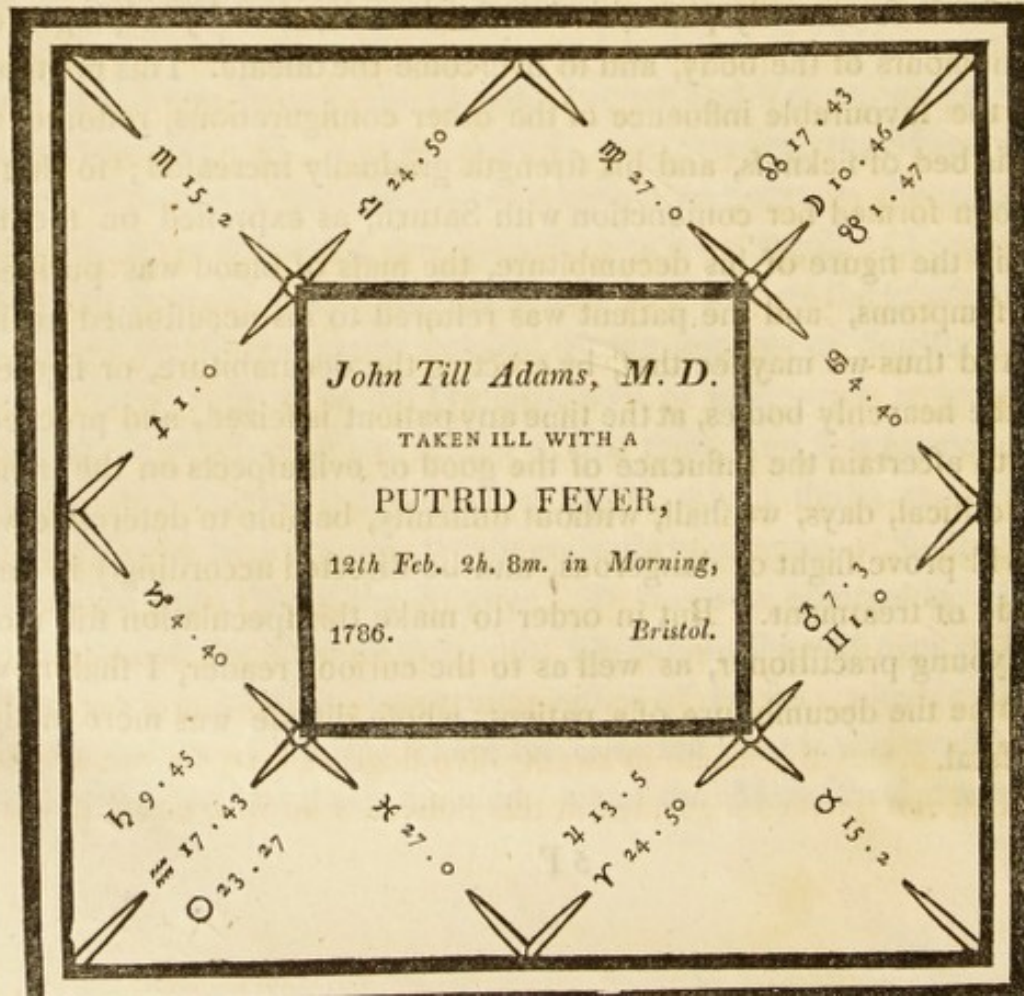 ♏ 15 . 2
♎ 24 . 50
♍ 27 . 0
♌ 17 . 43
☽ 10 . 46
☋ 1 . 47
♋ 4 . 40
♐ 1 . 0
John Till Adams, M. D.
TAKEN ILL WITH A
PUTRID FEVER,
12th Feb. 2h. 8m. in Morning,
1786. Bristol.
♂ 7 . 3
♊ 1 . 0
♑ 4 . 40
♄ 9 . 45
♒ 17 . 43
☉ 23 . 27
♓ 27 . 0
♃ 13 . 5
♈ 24 . 50
♉ 15 . 2